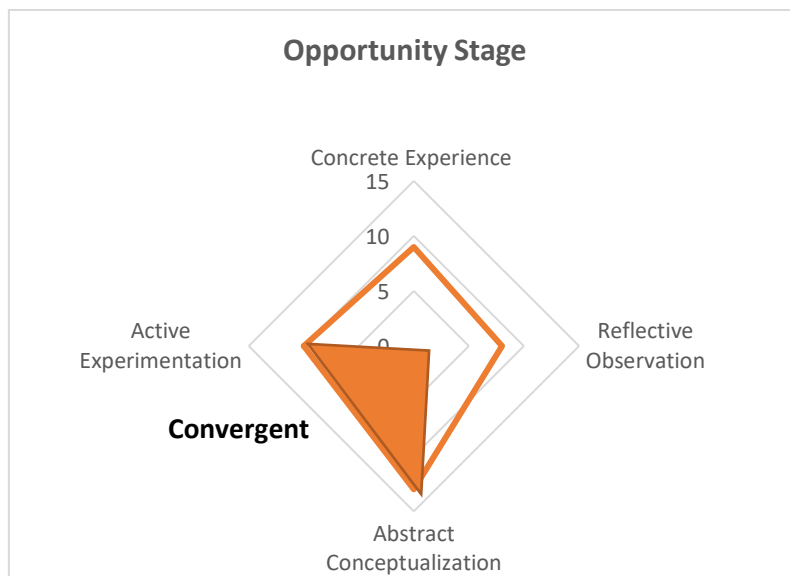 Opportunity Stage
Concrete Experience
15
10
5
0
Active
Experimentation
Reflective
Observation
Convergent
Abstract
Conceptualization